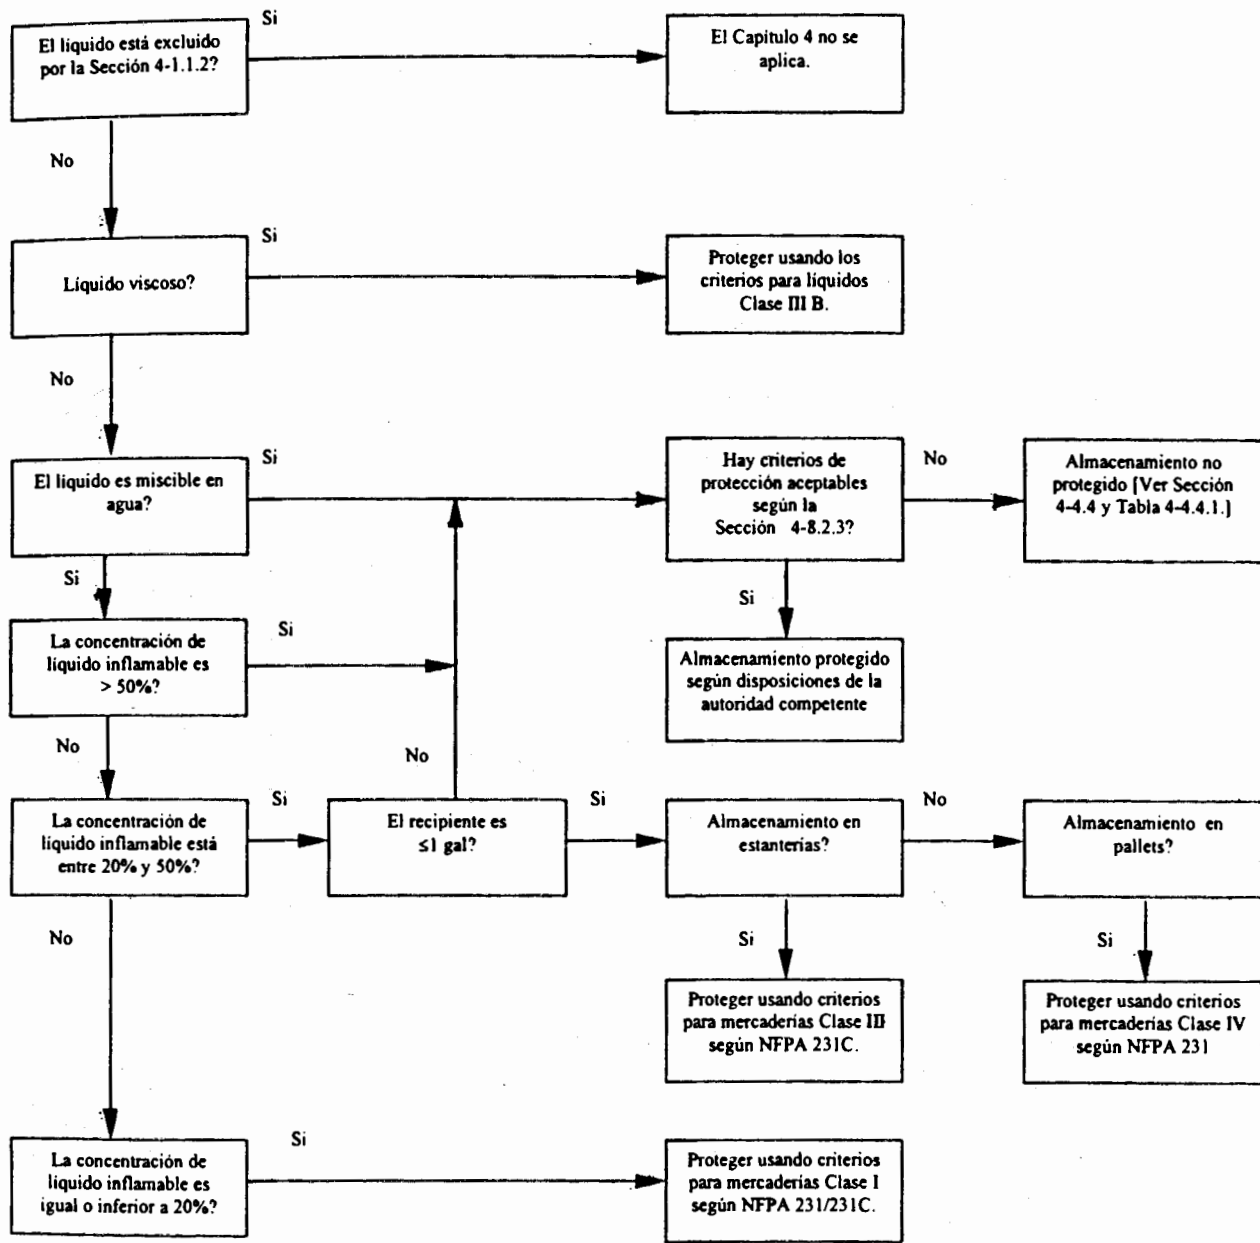 Si
El líquido está excluido
por la Sección 4-1.1.2?
El Capitulo 4 no se
aplica.
No
Si
Líquido viscoso?
Proteger usando los
criterios para líquidos
Clase III B.
No
El líquido es miscible en
agua?
Si
Hay criterios de
protección aceptables
según la
Sección 4-8.2.3?
No
Almacenamiento no
protegido [Ver Sección
4-4.4 y Tabla 4-4.4.1.]
Si
Si
La concentración de
líquido inflamable es
> 50%?
Si
Almacenamiento protegido
según disposiciones de la
autoridad competente
No
No
La concentración de
líquido inflamable está
entre 20% y 50%?
Si
El recipiente es
≤1 gal?
Si
Almacenamiento en
estanterías?
No
Almacenamiento en
pallets?
No
Si
Si
Proteger usando criterios
para mercaderías Clase III
según NFPA 231C.
Proteger usando criterios
para mercaderías Clase IV
según NFPA 231
Si
La concentración de
líquido inflamable es
igual o inferior a 20%?
Proteger usando criterios
para mercaderías Clase I
según NFPA 231/231C.